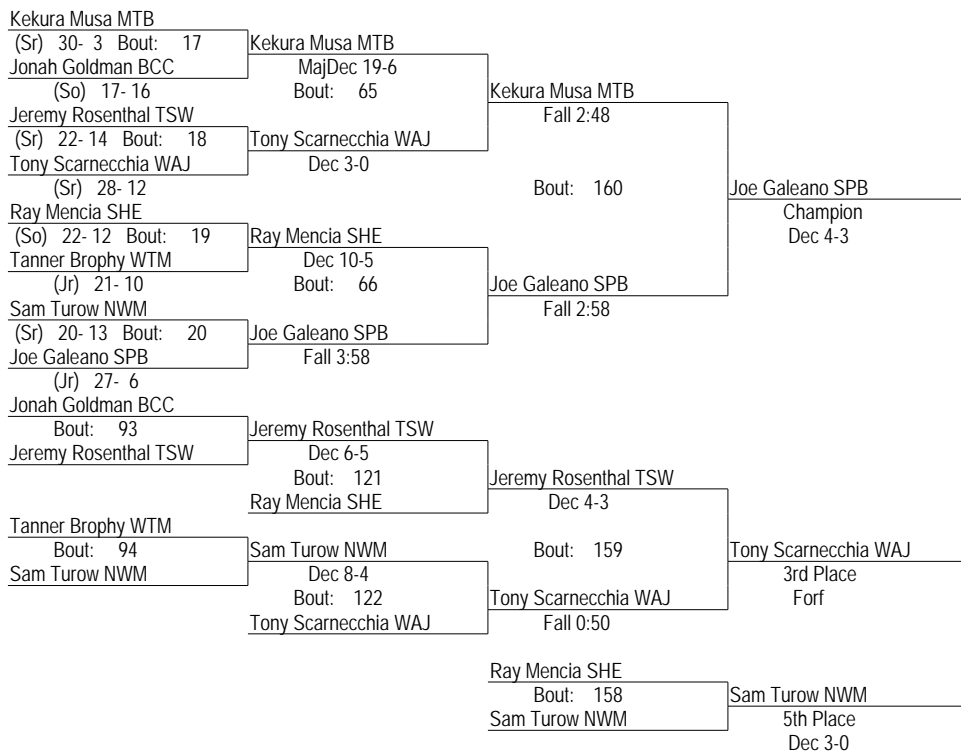 Kekura Musa MTB
(Sr) 30- 3 Bout: 17 Kekura Musa MTB
Jonah Goldman BCC MajDec 19-6
(So) 17- 16 Bout: 65 Kekura Musa MTB
Jeremy Rosenthal TSW Fall 2:48
(Sr) 22- 14 Bout: 18 Tony Scarnecchia WAJ
Tony Scarnecchia WAJ Dec 3-0
(Sr) 28- 12 Bout: 160 Joe Galeano SPB
Ray Mencia SHE Champion
(So) 22- 12 Bout: 19 Ray Mencia SHE Dec 4-3
Tanner Brophy WTM Dec 10-5
(Jr) 21- 10 Bout: 66 Joe Galeano SPB
Sam Turow NWM Fall 2:58
(Sr) 20- 13 Bout: 20 Joe Galeano SPB
Joe Galeano SPB Fall 3:58
(Jr) 27- 6
Jonah Goldman BCC
Bout: 93 Jeremy Rosenthal TSW
Jeremy Rosenthal TSW Dec 6-5
Bout: 121 Jeremy Rosenthal TSW
Ray Mencia SHE Dec 4-3
Tanner Brophy WTM
Bout: 94 Sam Turow NWM Bout: 159 Tony Scarnecchia WAJ
Sam Turow NWM Dec 8-4 3rd Place
Bout: 122 Tony Scarnecchia WAJ Forf
Tony Scarnecchia WAJ Fall 0:50
Ray Mencia SHE
Bout: 158 Sam Turow NWM
Sam Turow NWM 5th Place
Dec 3-0